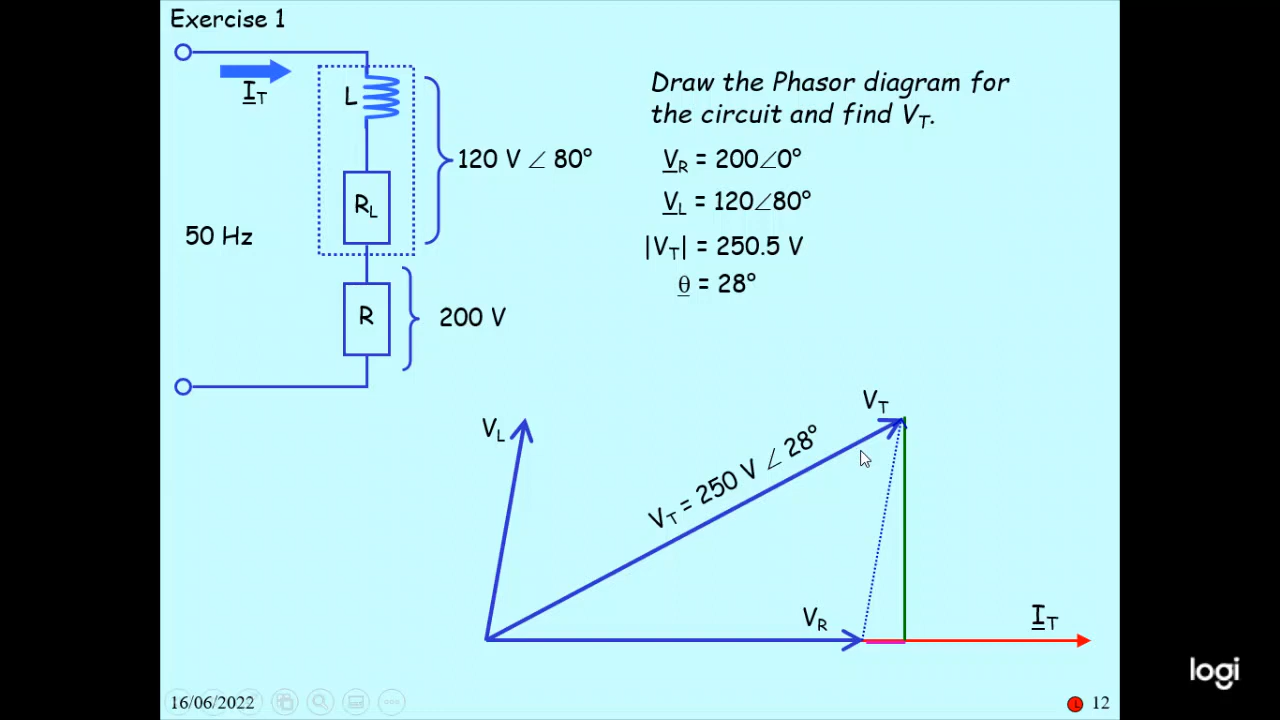 Exercise 1
I_T
L
R_L
120 V ∠ 80°
50 Hz
R
200 V
Draw the Phasor diagram for
the circuit and find V_T.
V_R = 200∠0°
V_L = 120∠80°
|V_T| = 250.5 V
θ = 28°
V_L
V_T = 250 V ∠ 28°
V_T
V_R
I_T
16/06/2022
L
12
logi